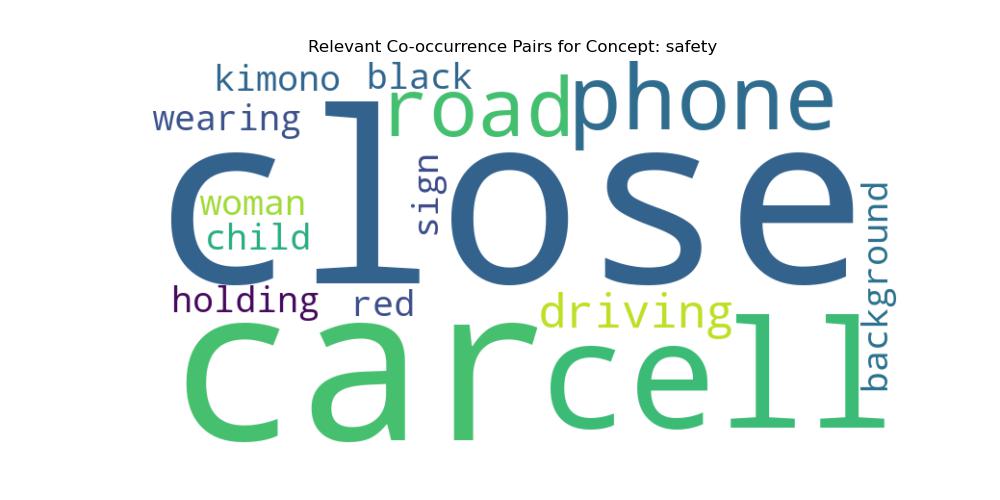 Relevant Co-occurrence Pairs for Concept: safety
kimono black
wearing road phone
close
sign
woman
child
background
holding red driving
car cell